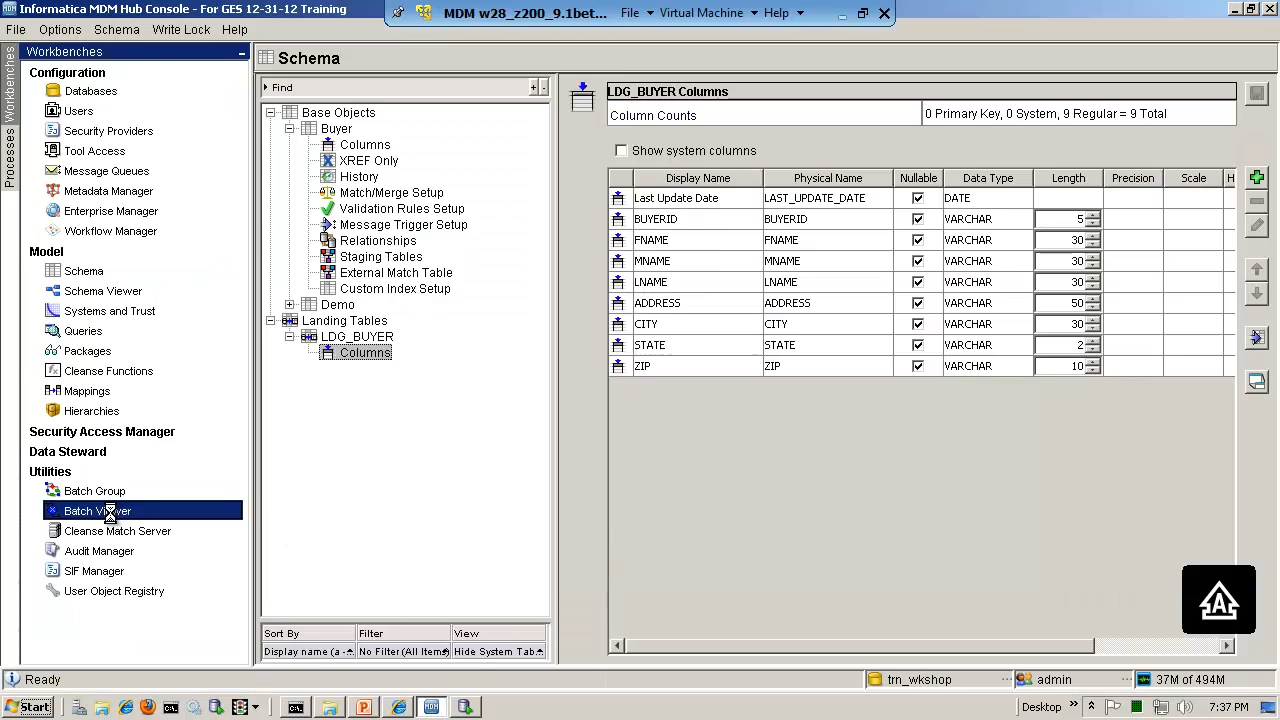 Informatica MDM Hub Console - For GES 12-31-12 Training
MDM w28_z200_9.1bet... File Virtual Machine Help
File Options Schema Write Lock Help
Workbenches
Processes
Workbenches
Configuration
Databases
Users
Security Providers
Tool Access
Message Queues
Metadata Manager
Enterprise Manager
Workflow Manager
Model
Schema
Schema Viewer
Systems and Trust
Queries
Packages
Cleanse Functions
Mappings
Hierarchies
Security Access Manager
Data Steward
Utilities
Batch Group
Batch Viewer
Cleanse Match Server
Audit Manager
SIF Manager
User Object Registry
Schema
Find + -
Base Objects
Buyer
Columns
XREF Only
History
Match/Merge Setup
Validation Rules Setup
Message Trigger Setup
Relationships
Staging Tables
External Match Table
Custom Index Setup
Demo
Landing Tables
LDG_BUYER
Columns
Sort By Filter View
Display name (a - No Filter (All Items) Hide System Tab
LDG_BUYER Columns
Column Counts 0 Primary Key, 0 System, 9 Regular = 9 Total
Show system columns
Display Name Physical Name Nullable Data Type Length Precision Scale H
Last Update Date LAST_UPDATE_DATE DATE
BUYERID BUYERID VARCHAR 5
FNAME FNAME VARCHAR 30
MNAME MNAME VARCHAR 30
LNAME LNAME VARCHAR 30
ADDRESS ADDRESS VARCHAR 50
CITY CITY VARCHAR 30
STATE STATE VARCHAR 2
ZIP ZIP VARCHAR 10
A
Ready trn_wkshop admin 37M of 494M
Start Desktop 7:37 PM